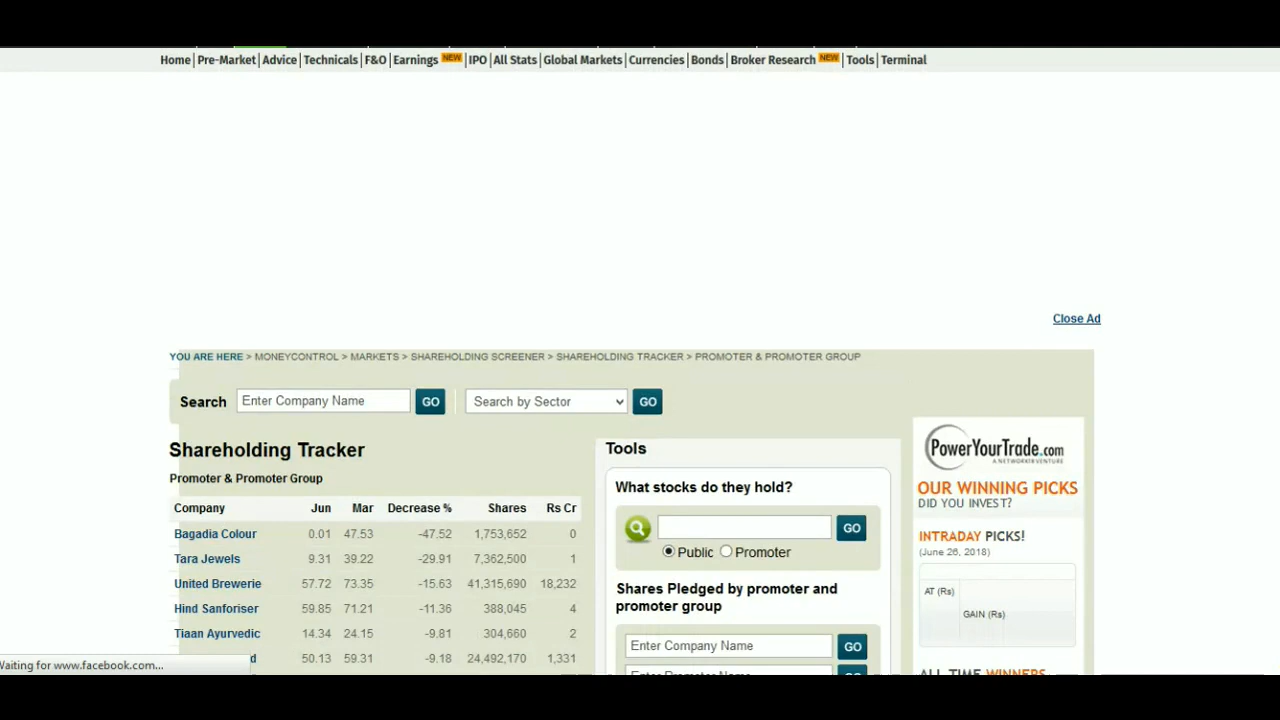 Home Pre-Market Advice Technicals F&O Earnings NEW IPO All Stats Global Markets Currencies Bonds Broker Research NEW Tools Terminal
Close Ad
YOU ARE HERE > MONEYCONTROL > MARKETS > SHAREHOLDING SCREENER > SHAREHOLDING TRACKER > PROMOTER & PROMOTER GROUP
Search Enter Company Name GO Search by Sector GO
Shareholding Tracker
Promoter & Promoter Group
Company Jun Mar Decrease % Shares Rs Cr
Bagadia Colour 0.01 47.53 -47.52 1,753,652 0
Tara Jewels 9.31 39.22 -29.91 7,362,500 1
United Brewerie 57.72 73.35 -15.63 41,315,690 18,232
Hind Sanforiser 59.85 71.21 -11.36 388,045 4
Tiaan Ayurvedic 14.34 24.15 -9.81 304,660 2
d 50.13 59.31 -9.18 24,492,170 1,331
Waiting for www.facebook.com...
Tools
What stocks do they hold?
GO
Public Promoter
Shares Pledged by promoter and
promoter group
Enter Company Name GO
Enter Promoter Name GO
PowerYourTrade.com
A NETWORK18 VENTURE
OUR WINNING PICKS
DID YOU INVEST?
INTRADAY PICKS!
(June 26, 2018)
AT (Rs)
GAIN (Rs)
ALL TIME WINNERS